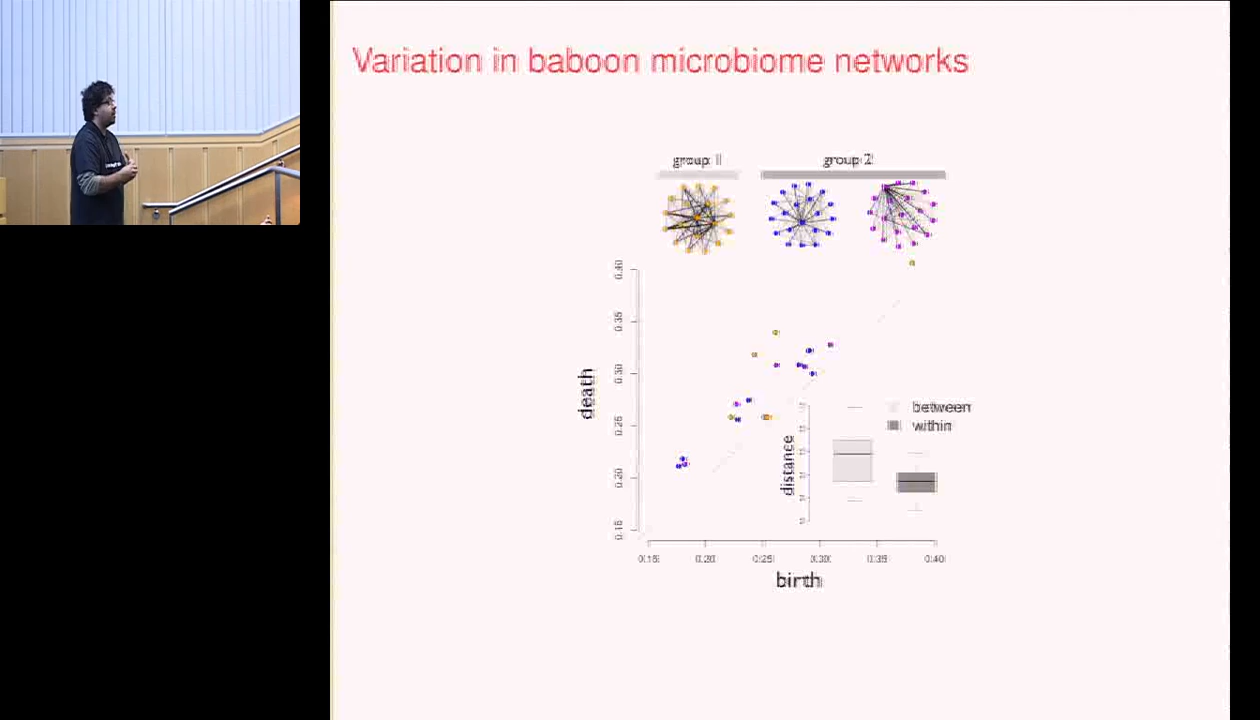 Variation in baboon microbiome networks
group 1
group 2
death
0.40
0.35
0.30
0.25
0.20
0.15
between
within
distance
0.15
0.20
0.25
0.30
0.35
0.40
birth